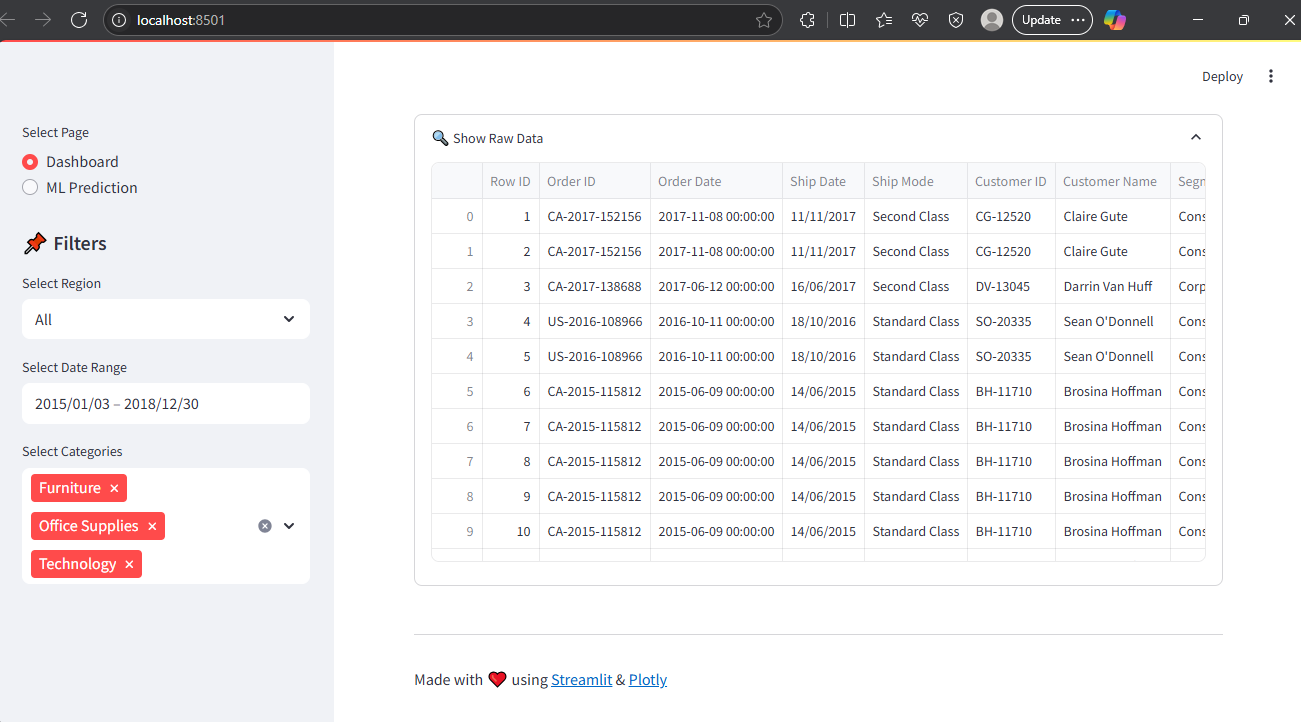 localhost:8501
Update
Deploy
Select Page
Dashboard
ML Prediction
Filters
Select Region
All
Select Date Range
2015/01/03 – 2018/12/30
Select Categories
Furniture ×
Office Supplies ×
Technology ×
Show Raw Data
Row ID Order ID Order Date Ship Date Ship Mode Customer ID Customer Name Segn
0 1 CA-2017-152156 2017-11-08 00:00:00 11/11/2017 Second Class CG-12520 Claire Gute Cons
1 2 CA-2017-152156 2017-11-08 00:00:00 11/11/2017 Second Class CG-12520 Claire Gute Cons
2 3 CA-2017-138688 2017-06-12 00:00:00 16/06/2017 Second Class DV-13045 Darrin Van Huff Corp
3 4 US-2016-108966 2016-10-11 00:00:00 18/10/2016 Standard Class SO-20335 Sean O'Donnell Cons
4 5 US-2016-108966 2016-10-11 00:00:00 18/10/2016 Standard Class SO-20335 Sean O'Donnell Cons
5 6 CA-2015-115812 2015-06-09 00:00:00 14/06/2015 Standard Class BH-11710 Brosina Hoffman Cons
6 7 CA-2015-115812 2015-06-09 00:00:00 14/06/2015 Standard Class BH-11710 Brosina Hoffman Cons
7 8 CA-2015-115812 2015-06-09 00:00:00 14/06/2015 Standard Class BH-11710 Brosina Hoffman Cons
8 9 CA-2015-115812 2015-06-09 00:00:00 14/06/2015 Standard Class BH-11710 Brosina Hoffman Cons
9 10 CA-2015-115812 2015-06-09 00:00:00 14/06/2015 Standard Class BH-11710 Brosina Hoffman Cons
Made with ❤️ using Streamlit & Plotly